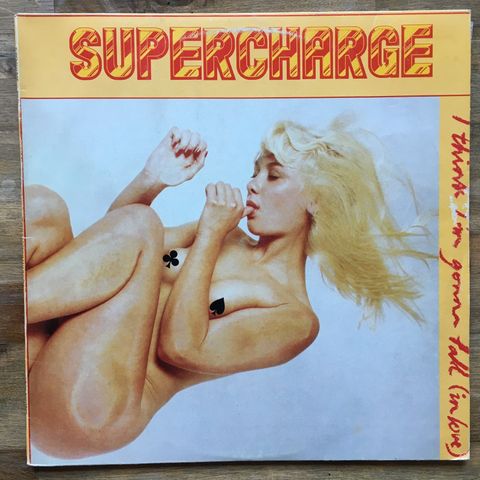 SUPERCHARGE
I think I'm gonna fall (in love)